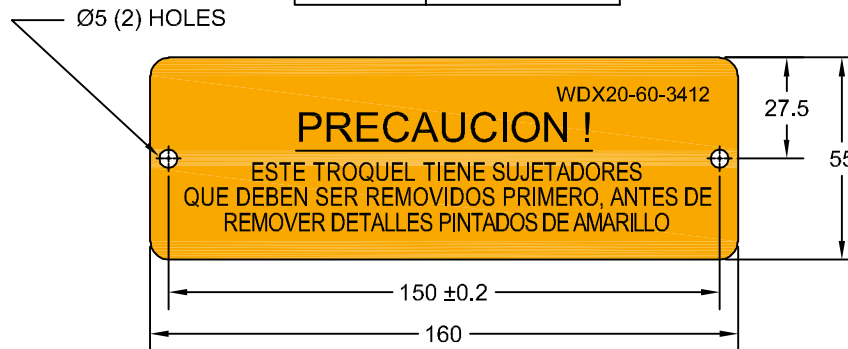 Ø5 (2) HOLES
WDX20-60-3412
PRECAUCION !
27.5
ESTE TROQUEL TIENE SUJETADORES
55
QUE DEBEN SER REMOVIDOS PRIMERO, ANTES DE
REMOVER DETALLES PINTADOS DE AMARILLO
150 ±0.2
160